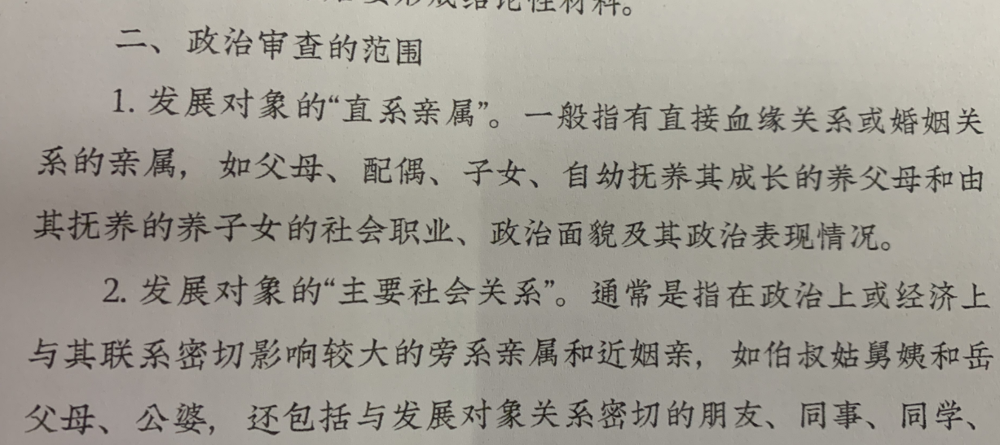 形成结论性材料。
二、政治审查的范围
1. 发展对象的“直系亲属”。一般指有直接血缘关系或婚姻关
系的亲属，如父母、配偶、子女、自幼抚养其成长的养父母和由
其抚养的养子女的社会职业、政治面貌及其政治表现情况。
2. 发展对象的“主要社会关系”。通常是指在政治上或经济上
与其联系密切影响较大的旁系亲属和近姻亲，如伯叔姑舅姨和岳
父母、公婆，还包括与发展对象关系密切的朋友、同事、同学、